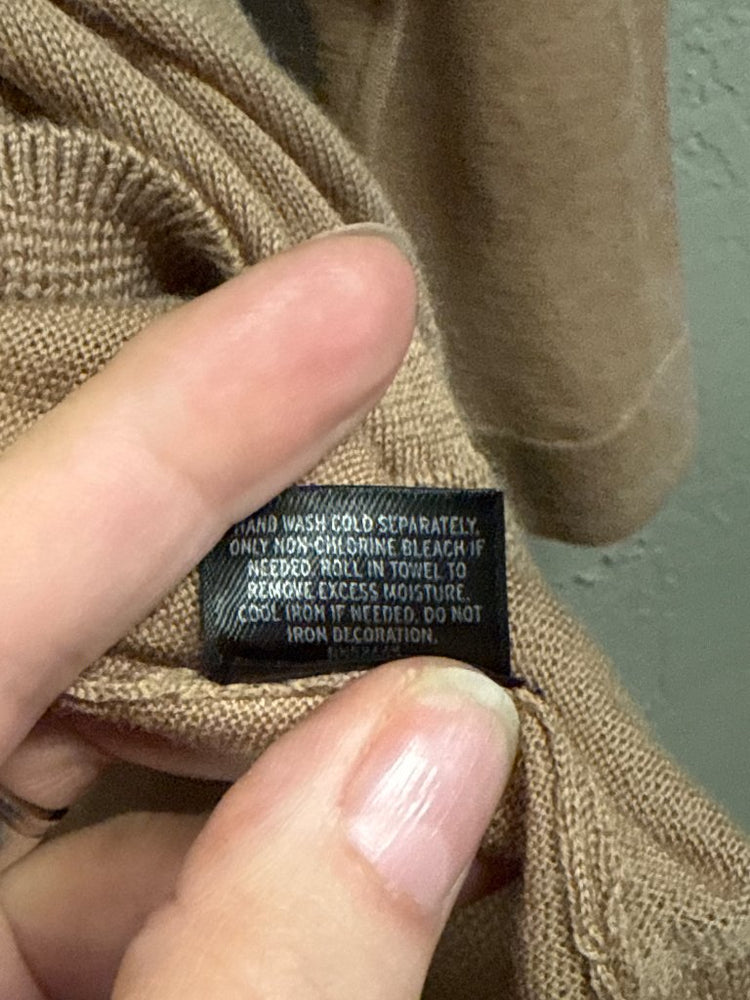 HAND WASH COLD SEPARATELY.
ONLY NON-CHLORINE BLEACH IF
NEEDED. ROLL IN TOWEL TO
REMOVE EXCESS MOISTURE.
COOL IRON IF NEEDED. DO NOT
IRON DECORATION.